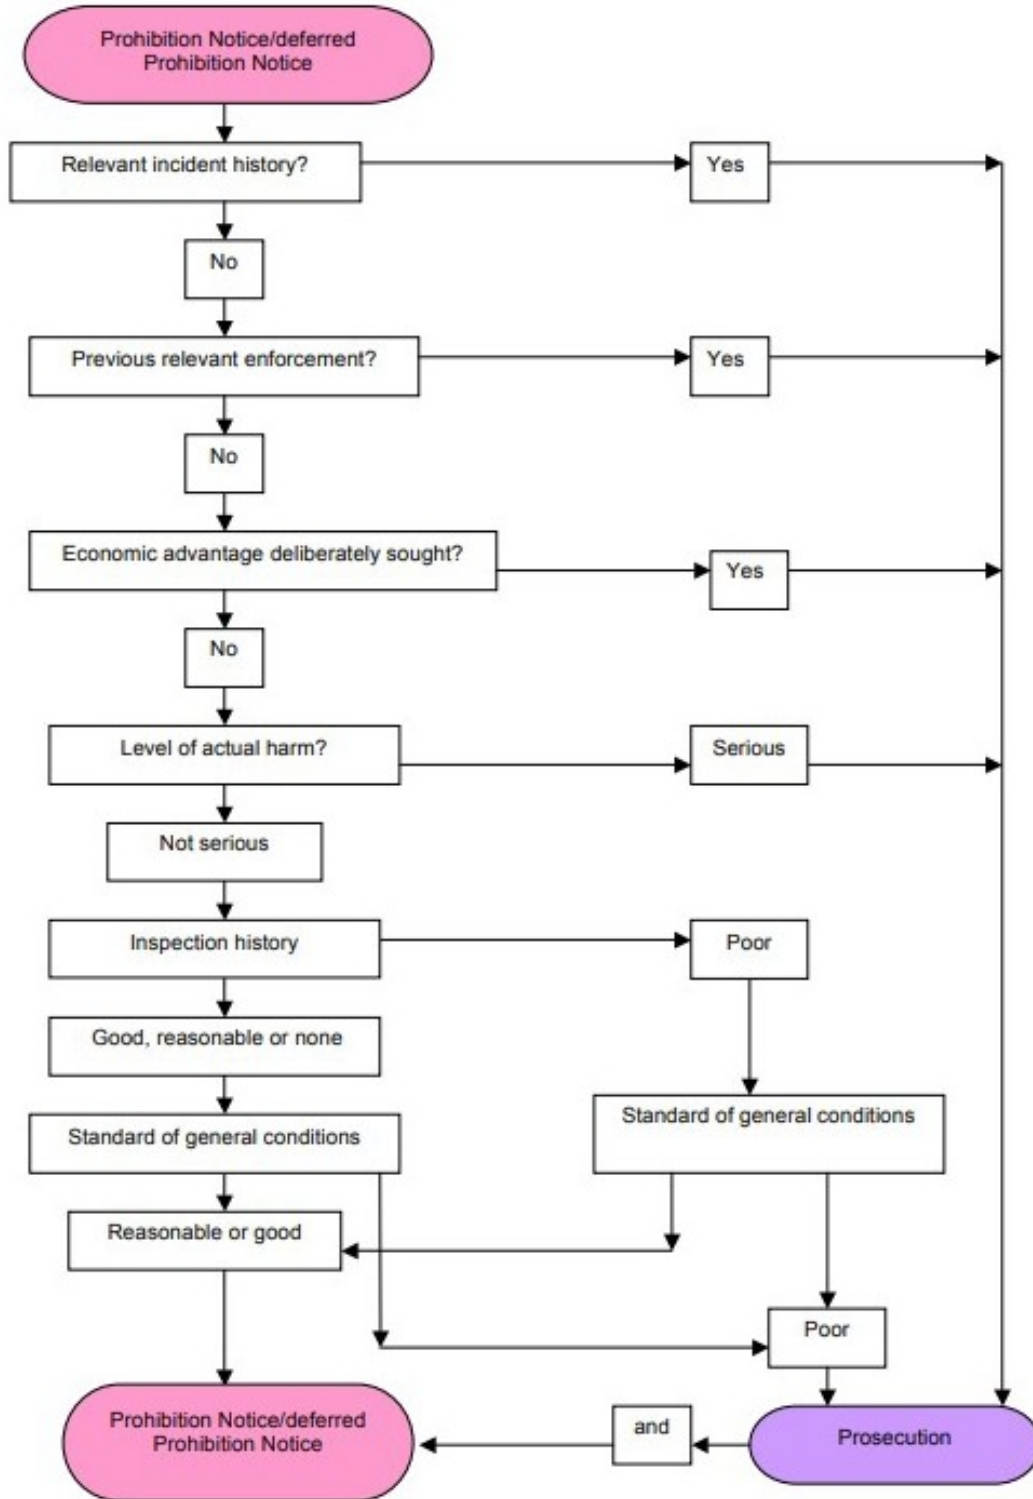 Prohibition Notice/deferred
Prohibition Notice
Relevant incident history?
Yes
No
Previous relevant enforcement?
Yes
No
Economic advantage deliberately sought?
Yes
No
Level of actual harm?
Serious
Not serious
Inspection history
Poor
Good, reasonable or none
Standard of general conditions
Standard of general conditions
Reasonable or good
Poor
Prohibition Notice/deferred
Prohibition Notice
and
Prosecution